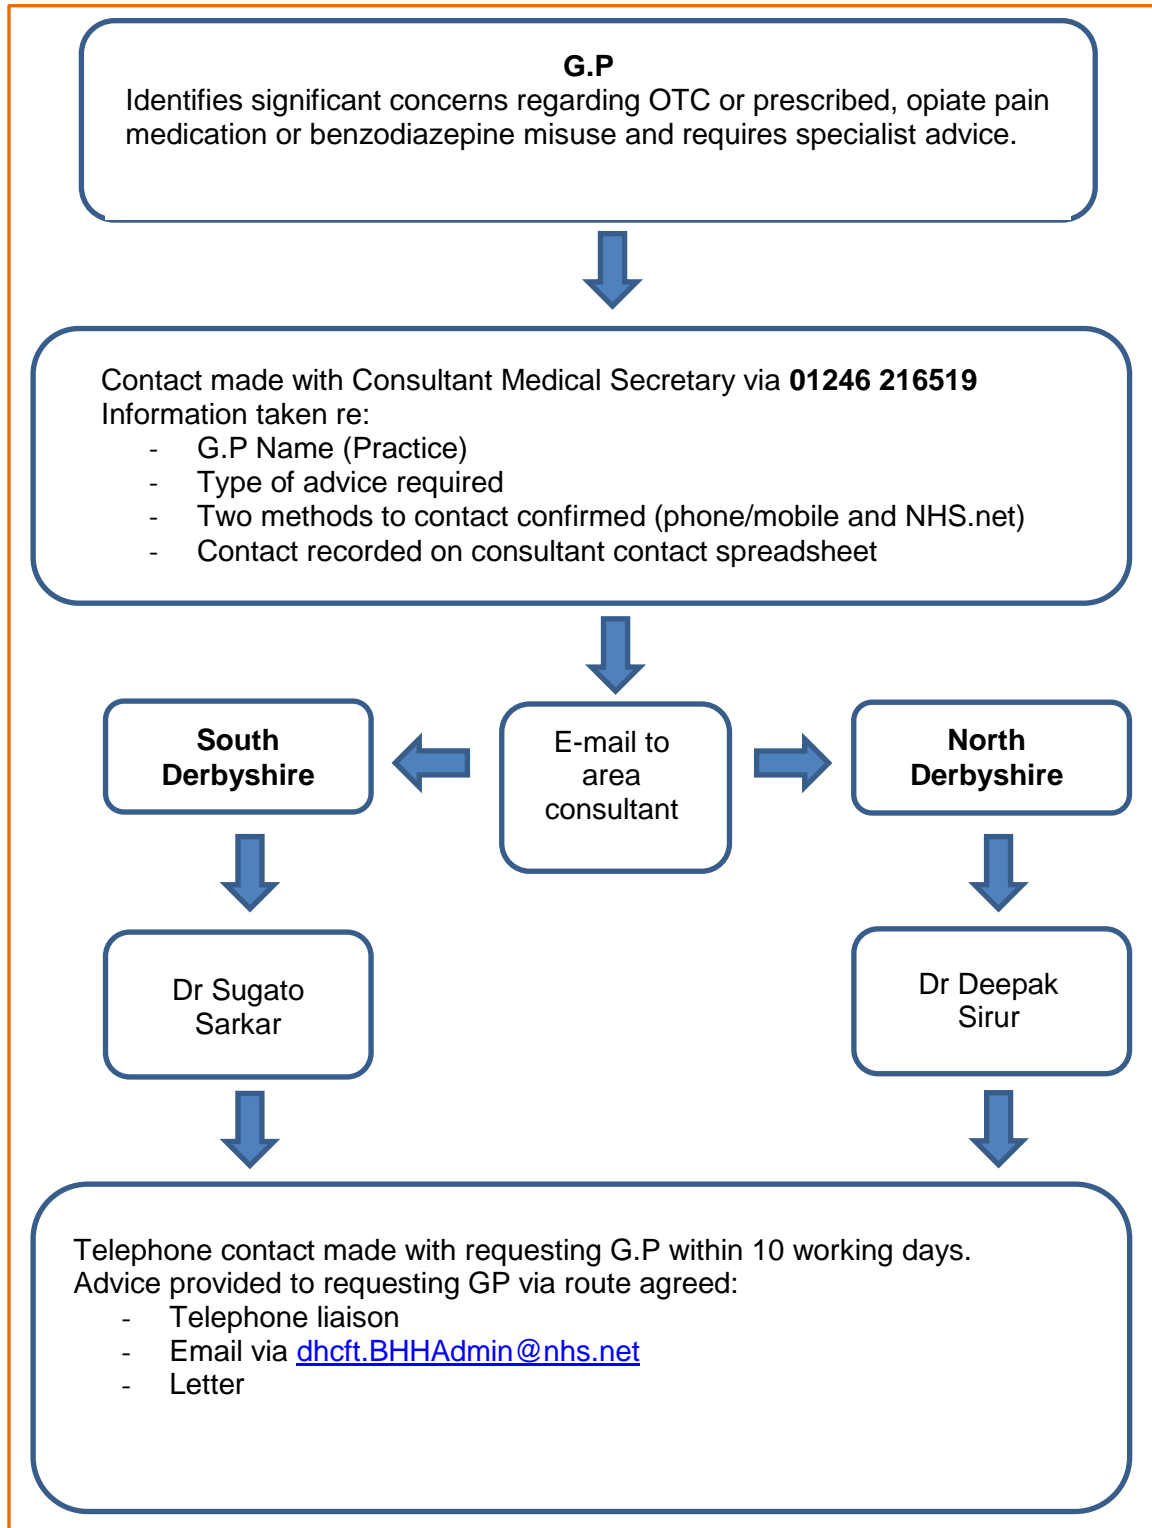 G.P
Identifies significant concerns regarding OTC or prescribed, opiate pain
medication or benzodiazepine misuse and requires specialist advice.
Contact made with Consultant Medical Secretary via 01246 216519
Information taken re:
- G.P Name (Practice)
- Type of advice required
- Two methods to contact confirmed (phone/mobile and NHS.net)
- Contact recorded on consultant contact spreadsheet
South
Derbyshire
E-mail to
area
consultant
North
Derbyshire
Dr Sugato
Sarkar
Dr Deepak
Sirur
Telephone contact made with requesting G.P within 10 working days.
Advice provided to requesting GP via route agreed:
- Telephone liaison
- Email via dhcft.BHHAdmin@nhs.net
- Letter